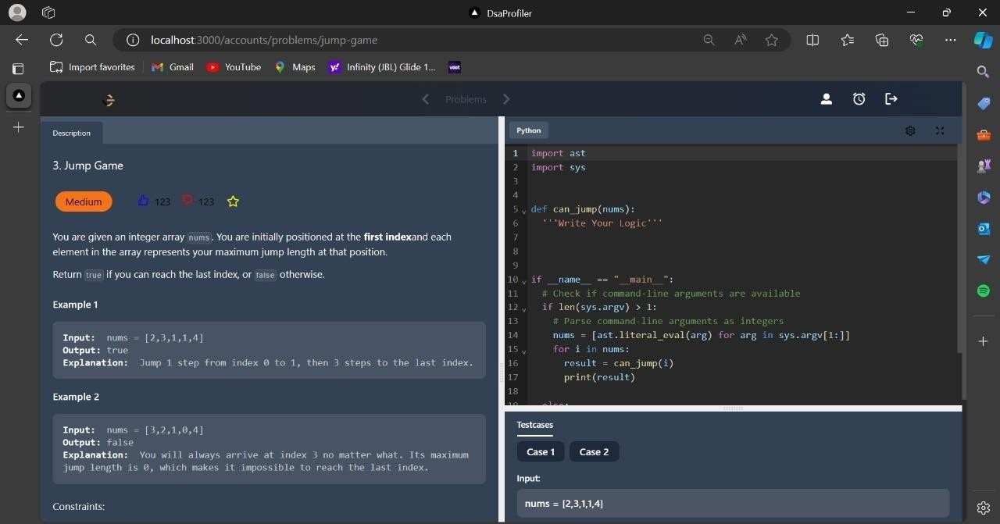 DsaProfiler
localhost:3000/accounts/problems/jump-game
Import favorites
Gmail
YouTube
Maps
Infinity (JBL) Glide 1...
voot
Problems
Description
3. Jump Game
Medium
123
123
You are given an integer array nums. You are initially positioned at the first indexand each
element in the array represents your maximum jump length at that position.
Return true if you can reach the last index, or false otherwise.
Example 1
Input: nums = [2,3,1,1,4]
Output: true
Explanation: Jump 1 step from index 0 to 1, then 3 steps to the last index.
Example 2
Input: nums = [3,2,1,0,4]
Output: false
Explanation: You will always arrive at index 3 no matter what. Its maximum
jump length is 0, which makes it impossible to reach the last index.
Constraints:
Python
1 import ast
2 import sys
3
4
5 def can_jump(nums):
6 '''Write Your Logic'''
7
8
9
10 if __name__ == "__main__":
11 # Check if command-line arguments are available
12 if len(sys.argv) > 1:
13 # Parse command-line arguments as integers
14 nums = [ast.literal_eval(arg) for arg in sys.argv[1:]]
15 for i in nums:
16 result = can_jump(i)
17 print(result)
18
19 else:
Testcases
Case 1
Case 2
Input:
nums = [2,3,1,1,4]